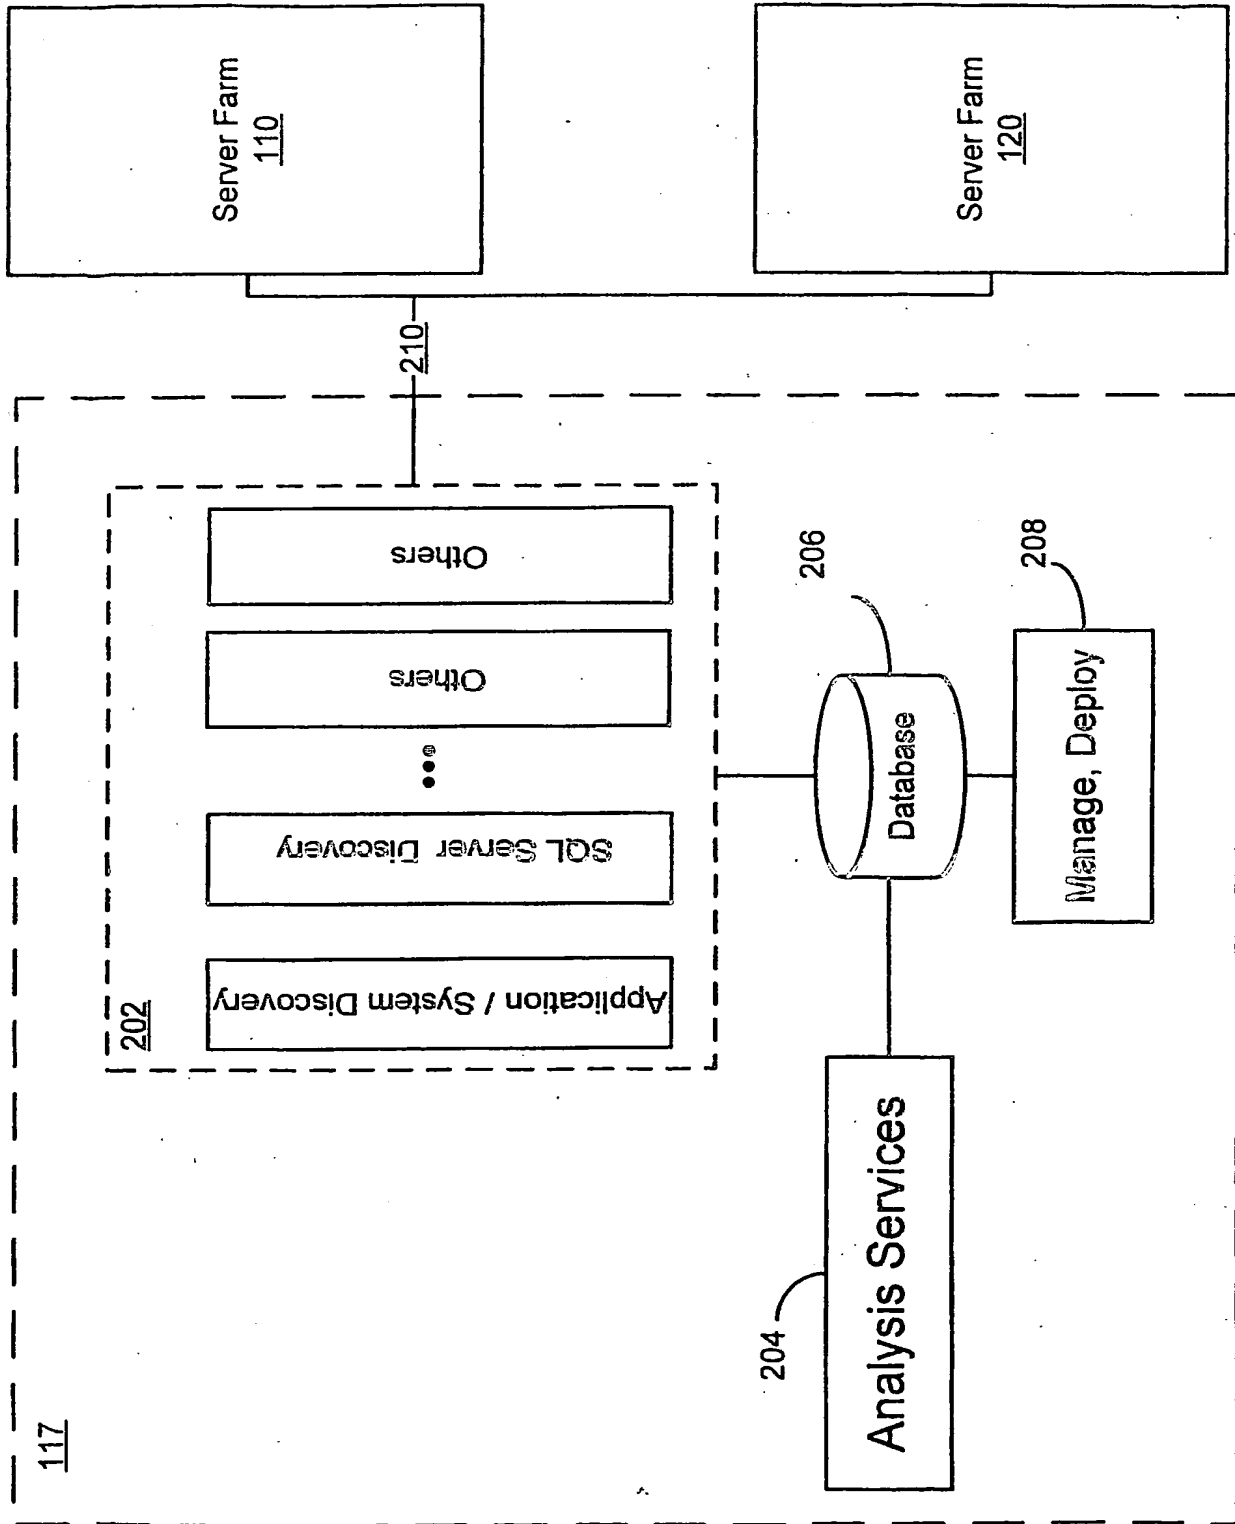 117
202
Application / System Discovery
SQL Server Discovery
Others
Others
210
Server Farm
110
Server Farm
120
204
Analysis Services
Database
206
Manage, Deploy
208